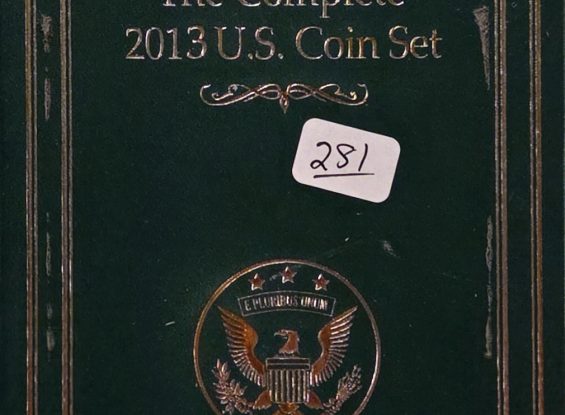 The Complete
2013 U.S. Coin Set
281
E PLURIBUS UNUM